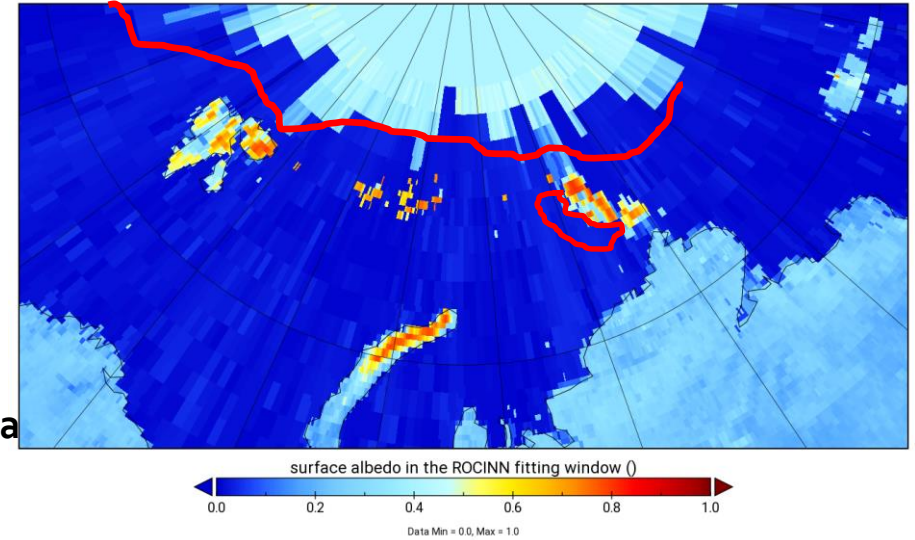 a
surface albedo in the ROCINN fitting window ()
0.0 0.2 0.4 0.6 0.8 1.0
Data Min = 0.0, Max = 1.0